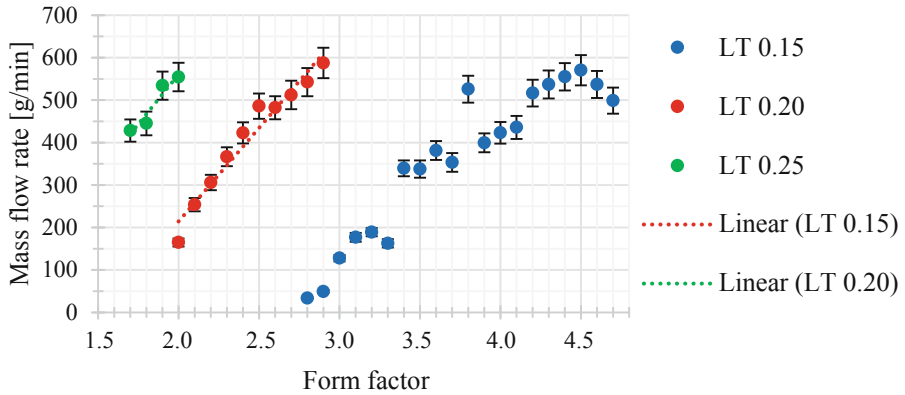 Mass flow rate [g/min]
700
600
500
400
300
200
100
0
1.5 2.0 2.5 3.0 3.5 4.0 4.5
Form factor
LT 0.15
LT 0.20
LT 0.25
Linear (LT 0.15)
Linear (LT 0.20)